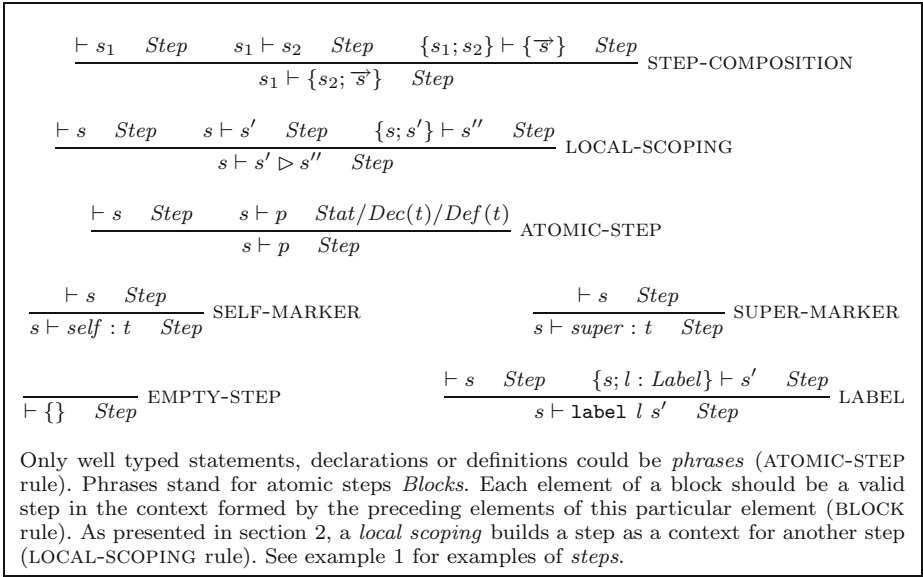 ⊢ s₁ Step s₁ ⊢ s₂ Step {s₁; s₂} ⊢ {s⃗} Step
s₁ ⊢ {s₂; s⃗} Step STEP-COMPOSITION
⊢ s Step s ⊢ s′ Step {s; s′} ⊢ s′′ Step
s ⊢ s′ ▷ s′′ Step LOCAL-SCOPING
⊢ s Step s ⊢ p Stat/Dec(t)/Def(t)
s ⊢ p Step ATOMIC-STEP
⊢ s Step
s ⊢ self : t Step SELF-MARKER
⊢ s Step
s ⊢ super : t Step SUPER-MARKER
⊢ {} Step EMPTY-STEP
⊢ s Step {s; l : Label} ⊢ s′ Step
s ⊢ label l s′ Step LABEL
Only well typed statements, declarations or definitions could be phrases (ATOMIC-STEP
rule). Phrases stand for atomic steps Blocks. Each element of a block should be a valid
step in the context formed by the preceding elements of this particular element (BLOCK
rule). As presented in section 2, a local scoping builds a step as a context for another step
(LOCAL-SCOPING rule). See example 1 for examples of steps.